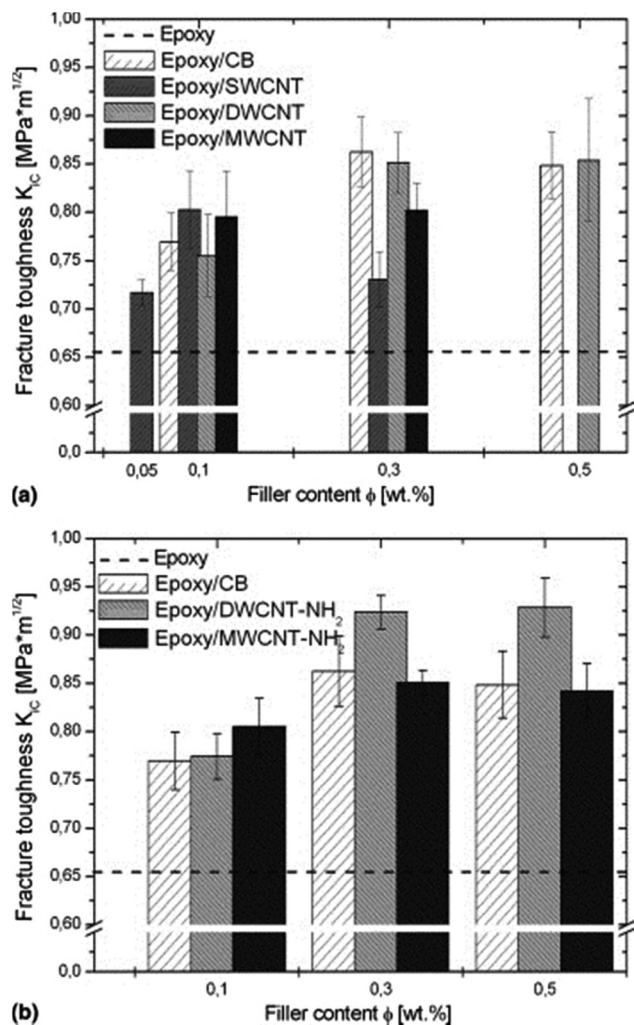 1,00
0,95
0,90
0,85
0,80
0,75
0,70
0,65
0,60
0,0
Fracture toughness K_IC [MPa*m^1/2]
Epoxy
Epoxy/CB
Epoxy/SWCNT
Epoxy/DWCNT
Epoxy/MWCNT
0,05 0,1 0,3 0,5
Filler content ϕ [wt.%]
(a)
1,00
0,95
0,90
0,85
0,80
0,75
0,70
0,65
0,60
0,0
Fracture toughness K_IC [MPa*m^1/2]
Epoxy
Epoxy/CB
Epoxy/DWCNT-NH₂
Epoxy/MWCNT-NH₂
0,1 0,3 0,5
Filler content ϕ [wt.%]
(b)